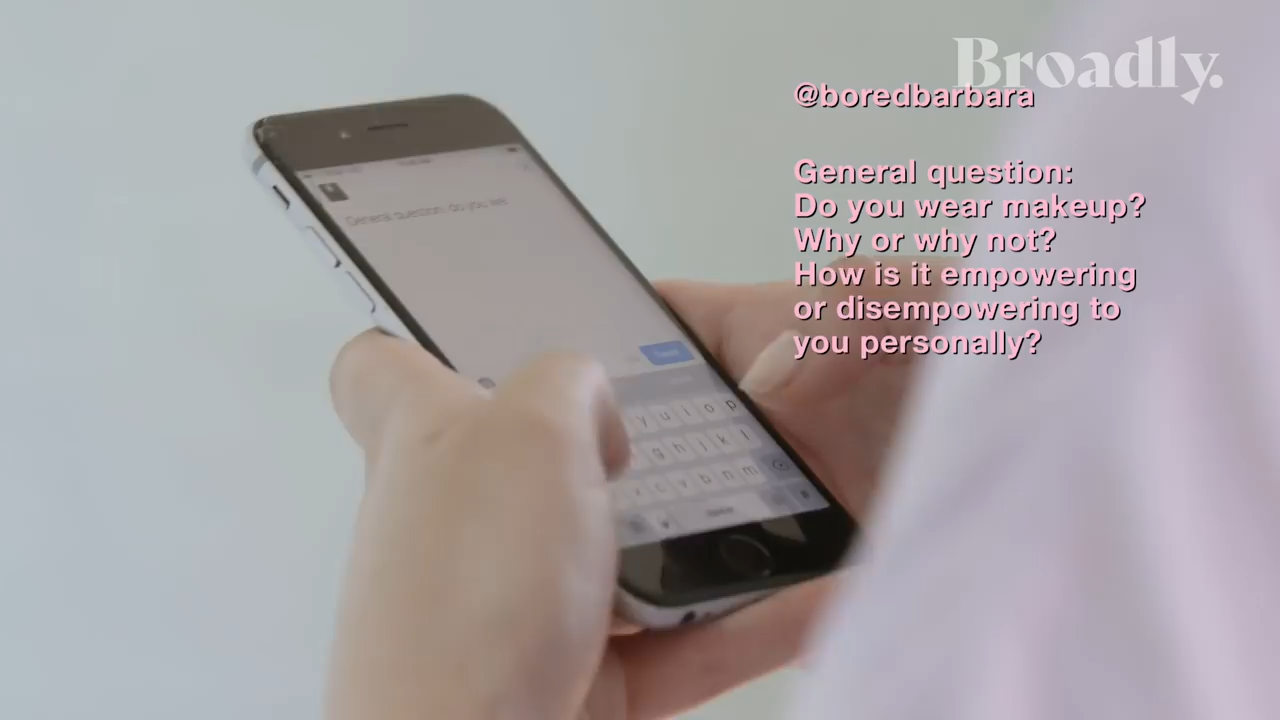 Broadly.
@boredbarbara
General question:
Do you wear makeup?
Why or why not?
How is it empowering
or disempowering to
you personally?
General question: do you
y u i o p
g h j k l
v c v b n m